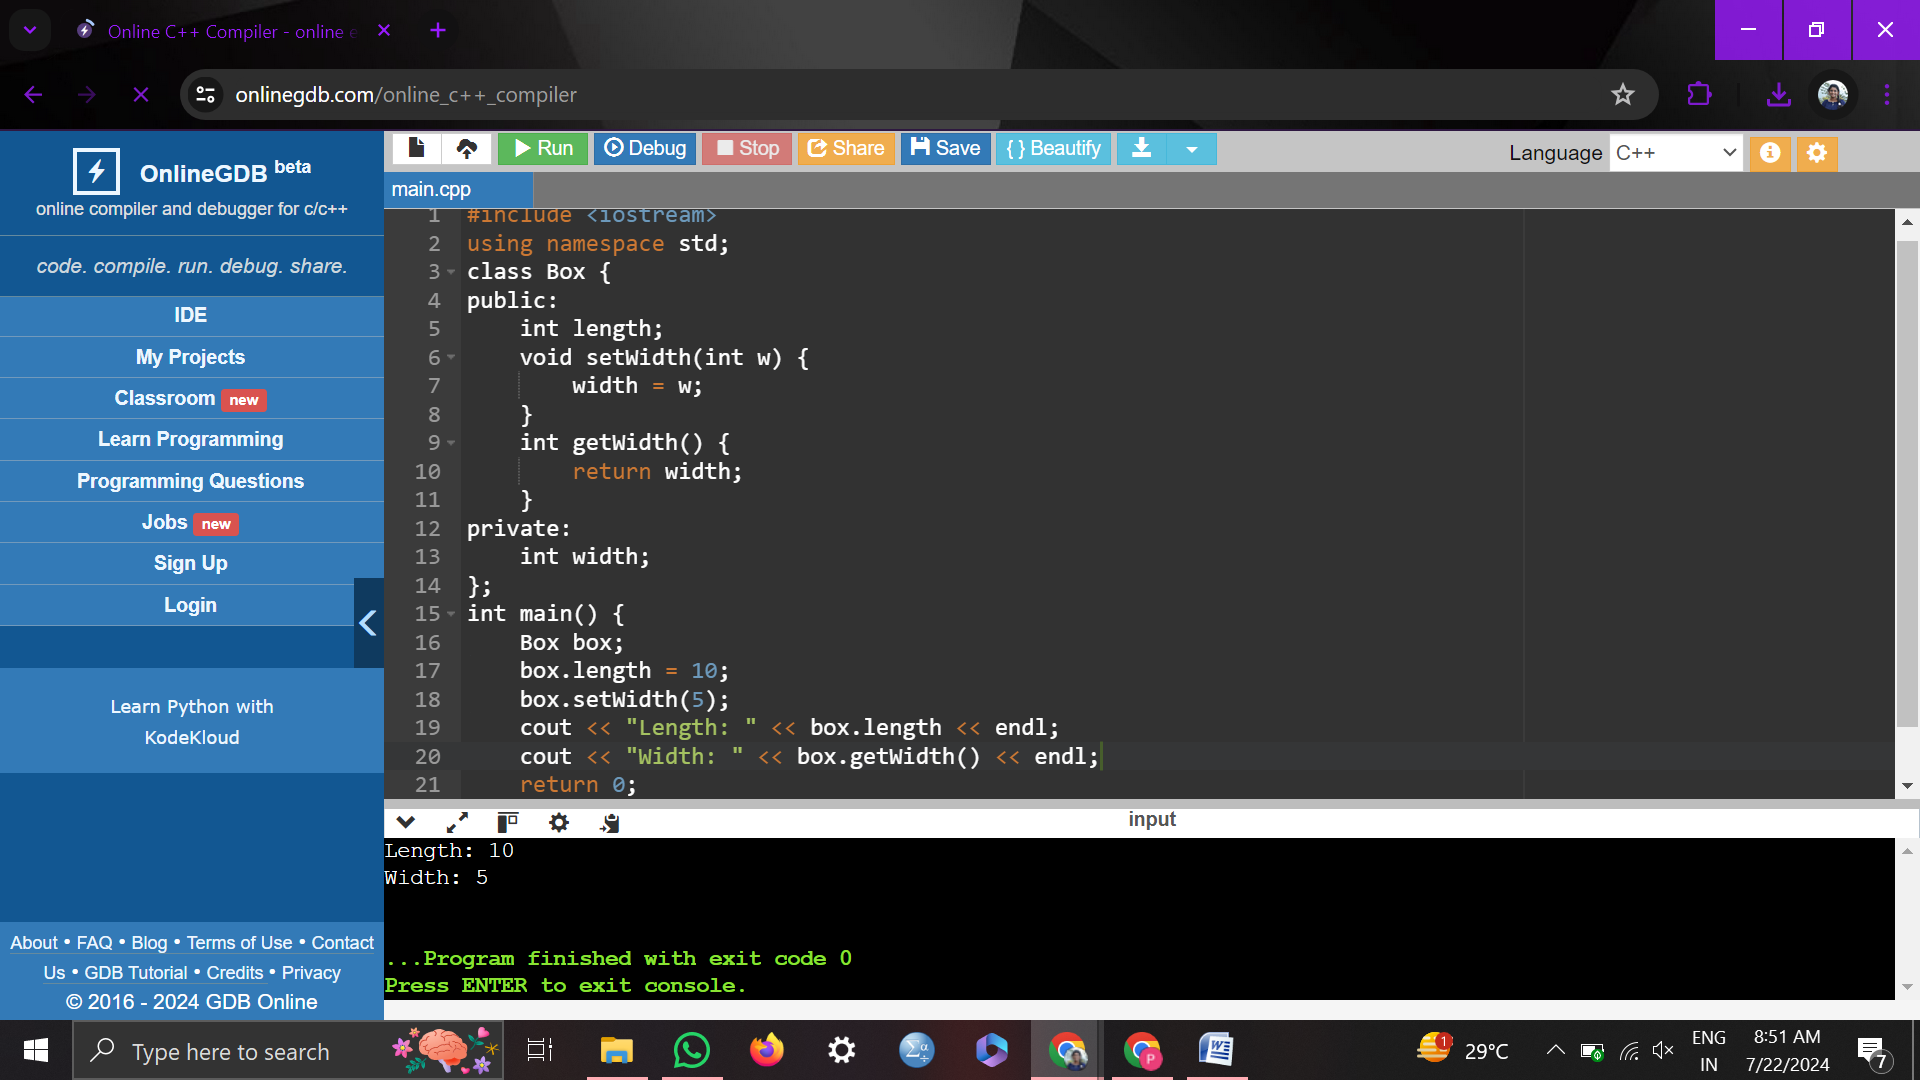 Online C++ Compiler - online e
onlinegdb.com/online_c++_compiler
OnlineGDB beta
online compiler and debugger for c/c++
code. compile. run. debug. share.
IDE
My Projects
Classroom new
Learn Programming
Programming Questions
Jobs new
Sign Up
Login
Learn Python with
KodeKloud
About • FAQ • Blog • Terms of Use • Contact
Us • GDB Tutorial • Credits • Privacy
© 2016 - 2024 GDB Online
Run Debug Stop Share Save { } Beautify
Language C++
main.cpp
1 #include <iostream>
2 using namespace std;
3 class Box {
4 public:
5     int length;
6     void setWidth(int w) {
7         width = w;
8     }
9     int getWidth() {
10         return width;
11     }
12 private:
13     int width;
14 };
15 int main() {
16     Box box;
17     box.length = 10;
18     box.setWidth(5);
19     cout << "Length: " << box.length << endl;
20     cout << "Width: " << box.getWidth() << endl;
21     return 0;
input
Length: 10
Width: 5
...Program finished with exit code 0
Press ENTER to exit console.
Type here to search
1
29°C
ENG
IN
8:51 AM
7/22/2024
7